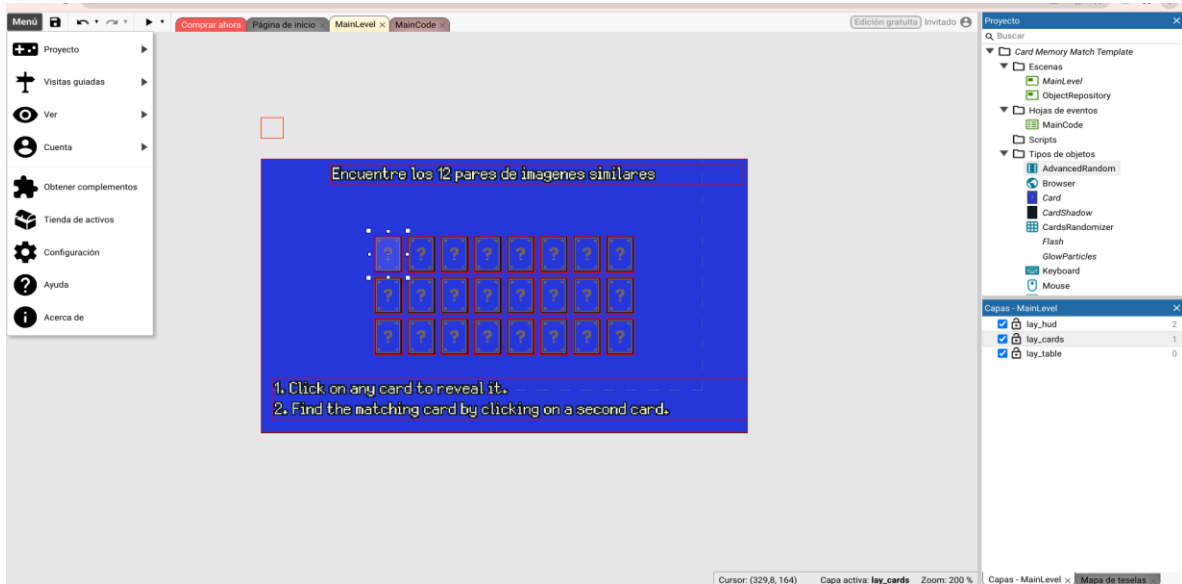 Menú
Comprar ahora
Página de inicio
MainLevel
MainCode
Edición gratuita
Invitado
Proyecto
Visitas guiadas
Ver
Cuenta
Obtener complementos
Tienda de activos
Configuración
Ayuda
Acerca de
Encuentre los 12 pares de imagenes similares
? ? ? ? ? ? ? ?
? ? ? ? ? ? ? ?
? ? ? ? ? ? ? ?
1. Click on any card to reveal it.
2. Find the matching card by clicking on a second card.
Proyecto
Buscar
Card Memory Match Template
Escenas
MainLevel
ObjectRepository
Hojas de eventos
MainCode
Scripts
Tipos de objetos
AdvancedRandom
Browser
Card
CardShadow
CardsRandomizer
Flash
GlowParticles
Keyboard
Mouse
Capas - MainLevel
lay_hud 2
lay_cards 1
lay_table 0
Cursor: (329,8, 164) Capa activa: lay_cards Zoom: 200 %
Capas - MainLevel
Mapa de teselas